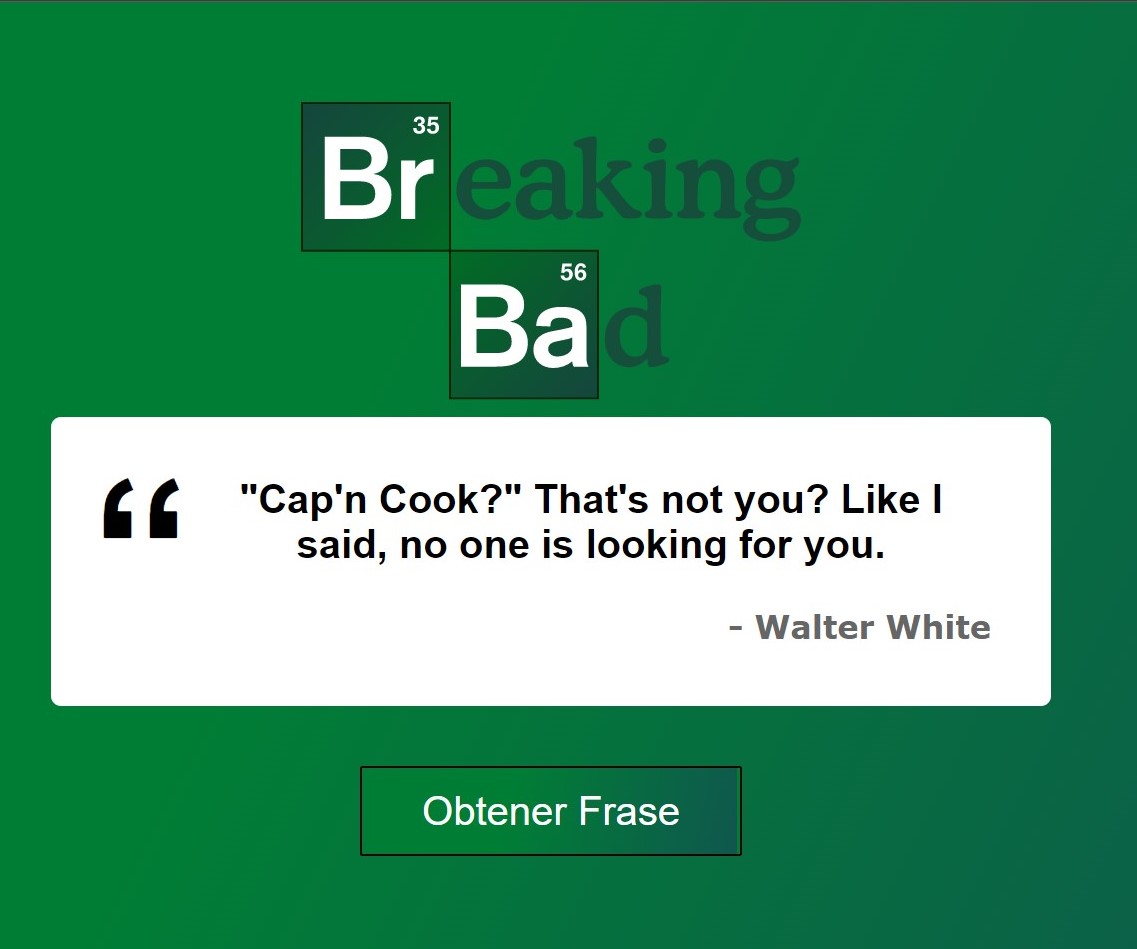 35
Breaking
56
Bad
"Cap'n Cook?" That's not you? Like I
said, no one is looking for you.
- Walter White
Obtener Frase